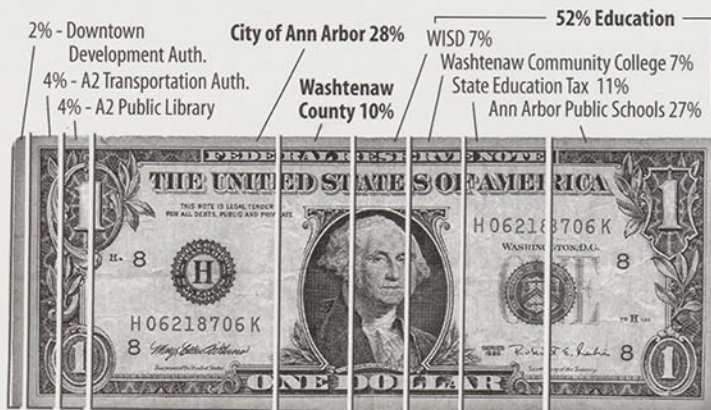 52% Education
2% - Downtown
Development Auth.
4% - A2 Transportation Auth.
4% - A2 Public Library
City of Ann Arbor 28%
Washtenaw
County 10%
WISD 7%
Washtenaw Community College 7%
State Education Tax 11%
Ann Arbor Public Schools 27%
FEDERAL RESERVE NOTE
THE UNITED STATES OF AMERICA
1
1
THIS NOTE IS LEGAL TENDER
FOR ALL DEBTS, PUBLIC AND PRIVATE
H 06218706 K
WASHINGTON, D.C.
H. 8
8
H
ONE
H 06218706 K
H
8
8
1
1
ONE DOLLAR